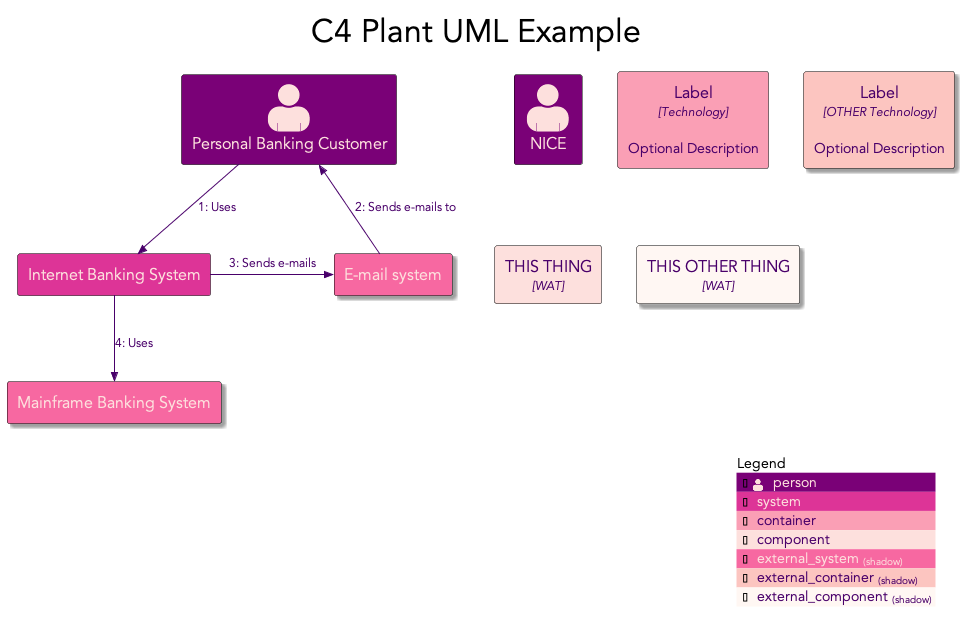 C4 Plant UML Example
Personal Banking Customer
NICE
Label
[Technology]
Optional Description
Label
[OTHER Technology]
Optional Description
1: Uses
2: Sends e-mails to
Internet Banking System
3: Sends e-mails
E-mail system
THIS THING
[WAT]
THIS OTHER THING
[WAT]
4: Uses
Mainframe Banking System
Legend
person
system
container
component
external_system (shadow)
external_container (shadow)
external_component (shadow)